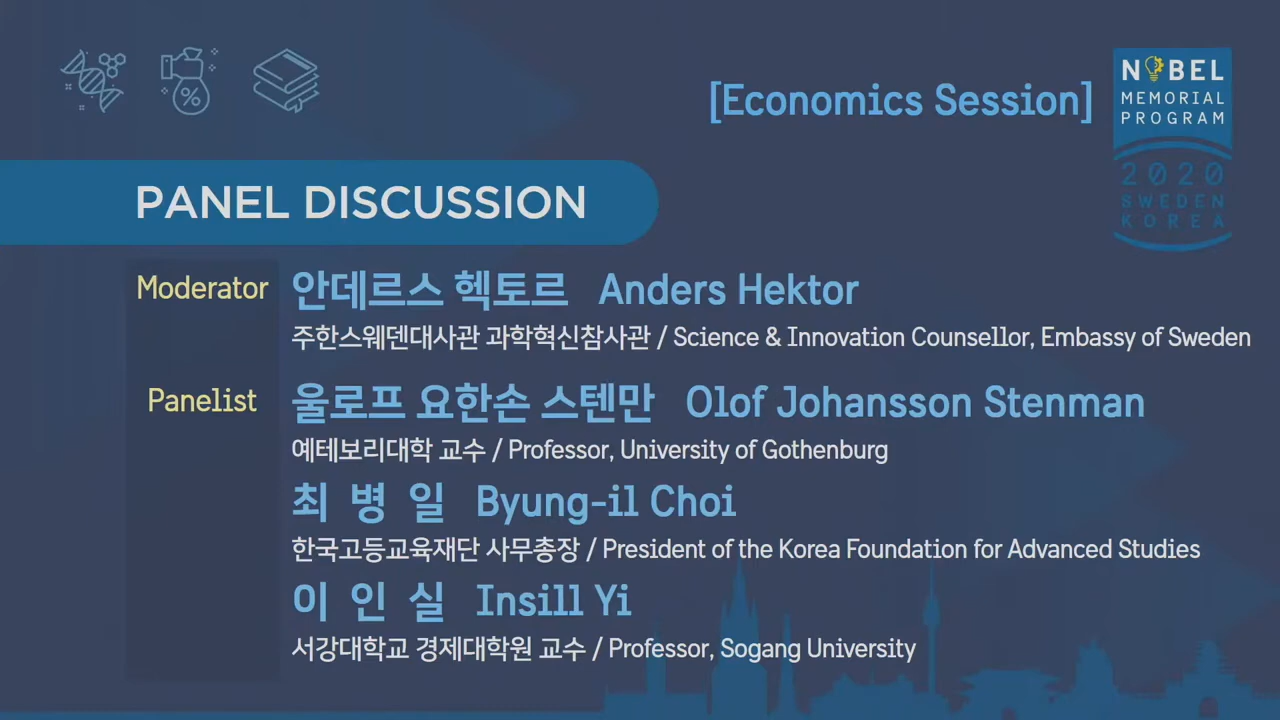 [Economics Session]
N BEL
MEMORIAL
PROGRAM
2020
SWEDEN
KOREA
PANEL DISCUSSION
Moderator 안데르스 헥토르 Anders Hektor
주한스웨덴대사관 과학혁신참사관 / Science & Innovation Counsellor, Embassy of Sweden
Panelist 울로프 요한손 스텐만 Olof Johansson Stenman
예테보리대학 교수 / Professor, University of Gothenburg
최 병 일 Byung-il Choi
한국고등교육재단 사무총장 / President of the Korea Foundation for Advanced Studies
이 인 실 Insill Yi
서강대학교 경제대학원 교수 / Professor, Sogang University